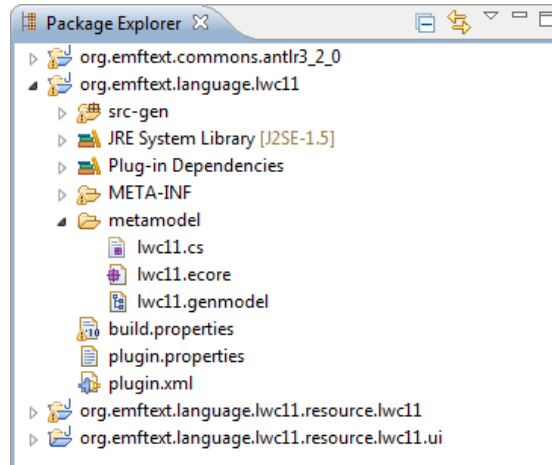 Package Explorer
org.emftext.commons.antlr3_2_0
org.emftext.language.lwc11
src-gen
JRE System Library [J2SE-1.5]
Plug-in Dependencies
META-INF
metamodel
lwc11.cs
lwc11.ecore
lwc11.genmodel
build.properties
plugin.properties
plugin.xml
org.emftext.language.lwc11.resource.lwc11
org.emftext.language.lwc11.resource.lwc11.ui